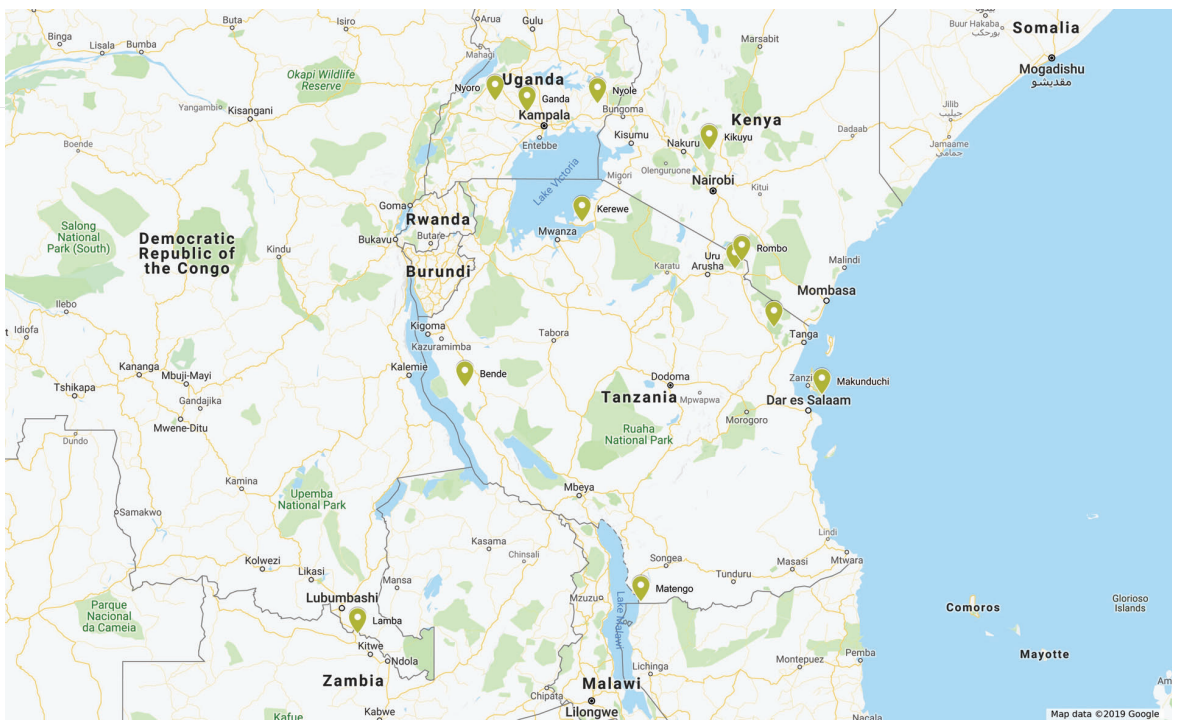 Somalia
Buta
Isiro
Arua
Gulu
Buur Hakaba
بورحكب
Binga
Lisala
Bumba
Mahagi
Marsabit
Mogadishu
مقديشو
Okapi Wildlife
Reserve
Uganda
Nyoro
Ganda
Nyole
Yangambi
Kisangani
Kampala
Bungoma
Kenya
Jilib
جيليب
Entebbe
Kisumu
Kikuyu
Dadaab
Boende
Nakuru
Jamaame
جمامي
Lake Victoria
Olenguruone
Migori
Nairobi
Kitui
Goma
Rwanda
Kerewe
Salong
National
Park (South)
Democratic
Republic of
the Congo
Kindu
Bukavu
Butare
Mwanza
Burundi
Uru
Rombo
Karatu
Arusha
Malindi
Ilebo
Mombasa
t
Idiofa
Kigoma
Kazuramimba
Tabora
Tanga
Kananga
Mbuji-Mayi
Kalemie
Bende
Dodoma
Zanzi
Makunduchi
Tshikapa
Gandajika
Tanzania
Mpwapwa
Dar es Salaam
Mwene-Ditu
Morogoro
Dundo
Ruaha
National Park
Kamina
Upemba
National Park
Mbeya
Samakwo
Lindi
Kasama
Chinsali
Songea
Masasi
Mtwara
Kolwezi
Likasi
Mansa
Tunduru
Matengo
Lubumbashi
Mzuzu
Lake Malawi
Parque
Nacional
da Cameia
Lamba
Comoros
Glorioso
Islands
Kitwe
Ndola
Lichinga
Montepuez
Pemba
Mayotte
Zambia
Malawi
Chipata
Am
Kafue
Kabwe
Lilongwe
Nacala
Map data ©2019 Google